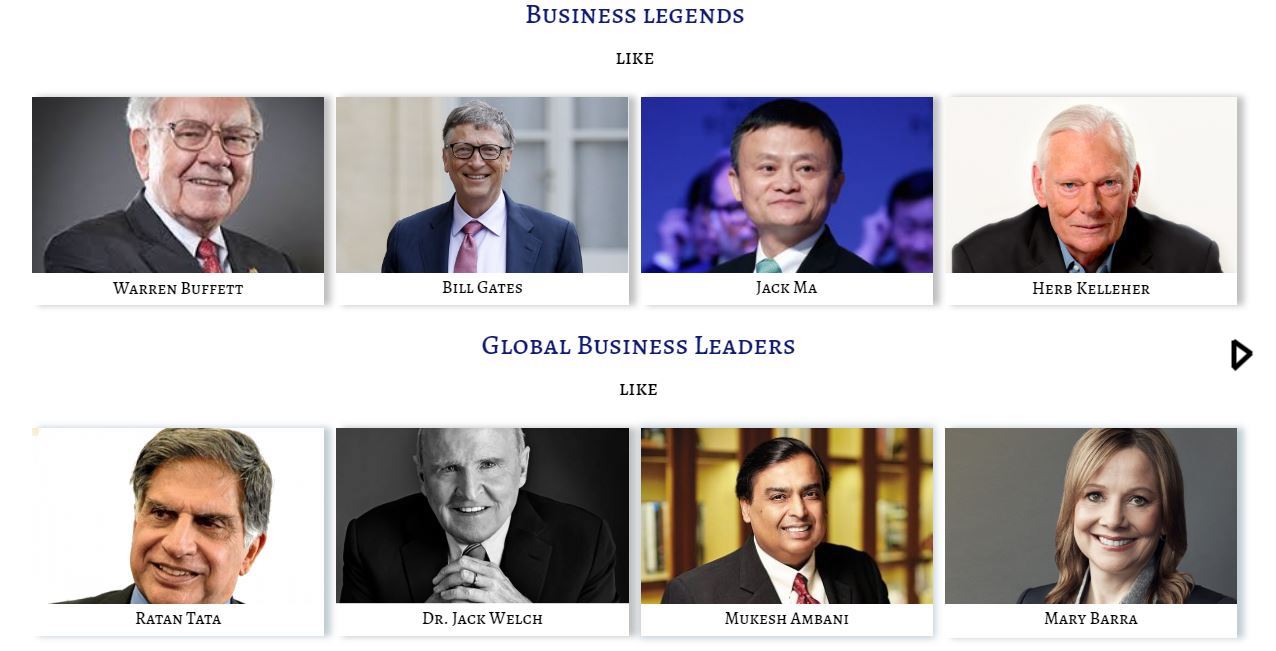 Business legends
like
Warren Buffett
Bill Gates
Jack Ma
Herb Kelleher
Global Business Leaders
like
Ratan Tata
Dr. Jack Welch
Mukesh Ambani
Mary Barra